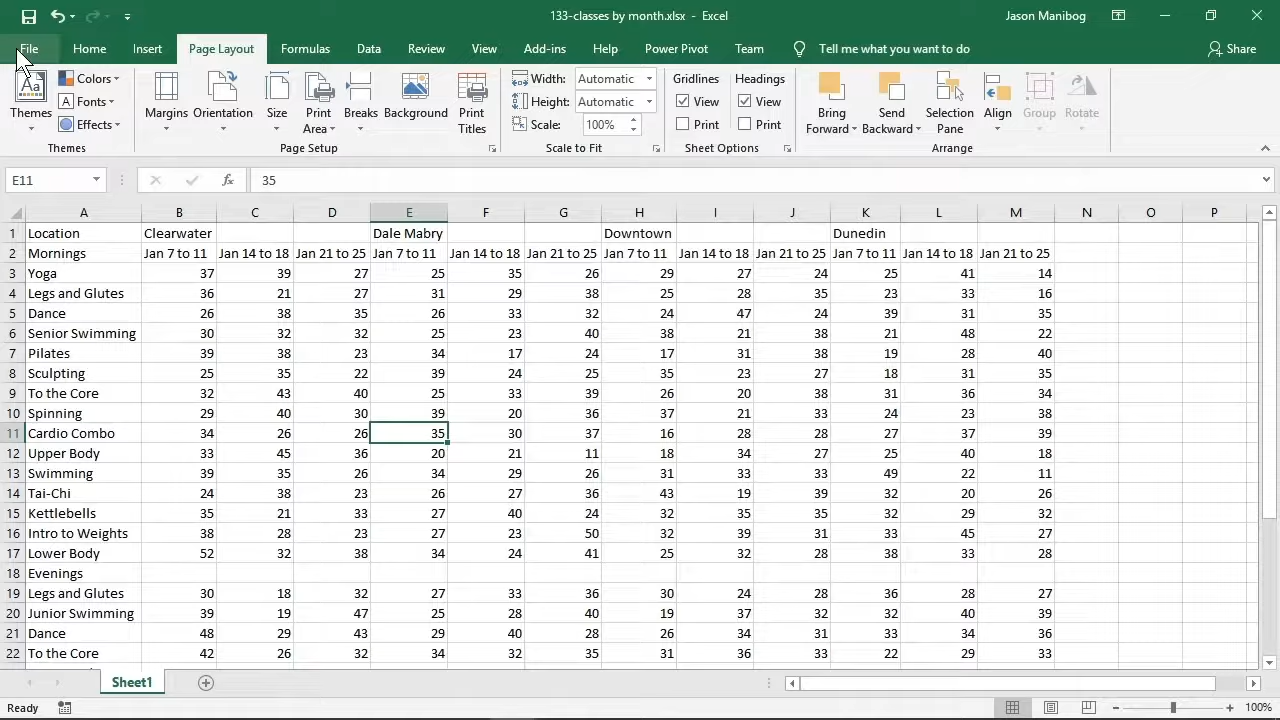 133-classes by month.xlsx - Excel
Jason Manibog
File Home Insert Page Layout Formulas Data Review View Add-ins Help Power Pivot Team Tell me what you want to do Share
Aa Themes Colors Fonts Effects Themes
Margins Orientation Size Print Area Breaks Background Print Titles Page Setup
Width: Automatic Height: Automatic Scale: 100% Scale to Fit
Gridlines View Print Headings View Print Sheet Options
Bring Forward Send Backward Selection Pane Align Group Rotate Arrange
E11 fx 35
A B C D E F G H I J K L M N O P
1 Location Clearwater Dale Mabry Downtown Dunedin
2 Mornings Jan 7 to 11 Jan 14 to 18 Jan 21 to 25 Jan 7 to 11 Jan 14 to 18 Jan 21 to 25 Jan 7 to 11 Jan 14 to 18 Jan 21 to 25 Jan 7 to 11 Jan 14 to 18 Jan 21 to 25
3 Yoga 37 39 27 25 35 26 29 27 24 25 41 14
4 Legs and Glutes 36 21 27 31 29 38 25 28 35 23 33 16
5 Dance 26 38 35 26 33 32 24 47 24 39 31 35
6 Senior Swimming 30 32 32 25 23 40 38 21 38 21 48 22
7 Pilates 39 38 23 34 17 24 17 31 38 19 28 40
8 Sculpting 25 35 22 39 24 25 35 23 27 18 31 35
9 To the Core 32 43 40 25 33 39 26 20 38 31 36 34
10 Spinning 29 40 30 39 20 36 37 21 33 24 23 38
11 Cardio Combo 34 26 26 35 30 37 16 28 28 27 37 39
12 Upper Body 33 45 36 20 21 11 18 34 27 25 40 18
13 Swimming 39 35 26 34 29 26 31 33 33 49 22 11
14 Tai-Chi 24 38 23 26 27 36 43 19 39 32 20 26
15 Kettlebells 35 21 33 27 40 24 32 35 35 32 29 32
16 Intro to Weights 38 28 23 27 23 50 32 39 31 33 45 27
17 Lower Body 52 32 38 34 24 41 25 32 28 38 33 28
18 Evenings
19 Legs and Glutes 30 18 32 27 33 36 30 24 28 36 28 27
20 Junior Swimming 39 19 47 25 28 40 19 37 32 32 40 39
21 Dance 48 29 43 29 40 28 26 34 31 33 34 36
22 To the Core 42 26 32 34 32 35 31 36 33 22 29 33
Sheet1
Ready 100%